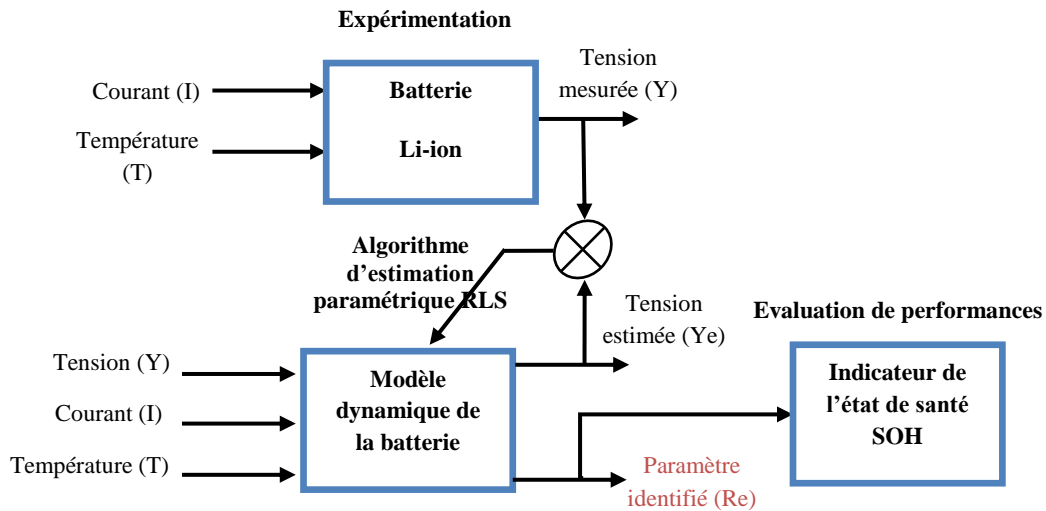 Expérimentation
Courant (I)
Température
(T)
Batterie
Li-ion
Tension
mesurée (Y)
Algorithme
d’estimation
paramétrique RLS
Tension
estimée (Ye)
Evaluation de performances
Tension (Y)
Courant (I)
Température (T)
Modèle
dynamique de
la batterie
Indicateur de
l’état de santé
SOH
Paramètre
identifié (Re)